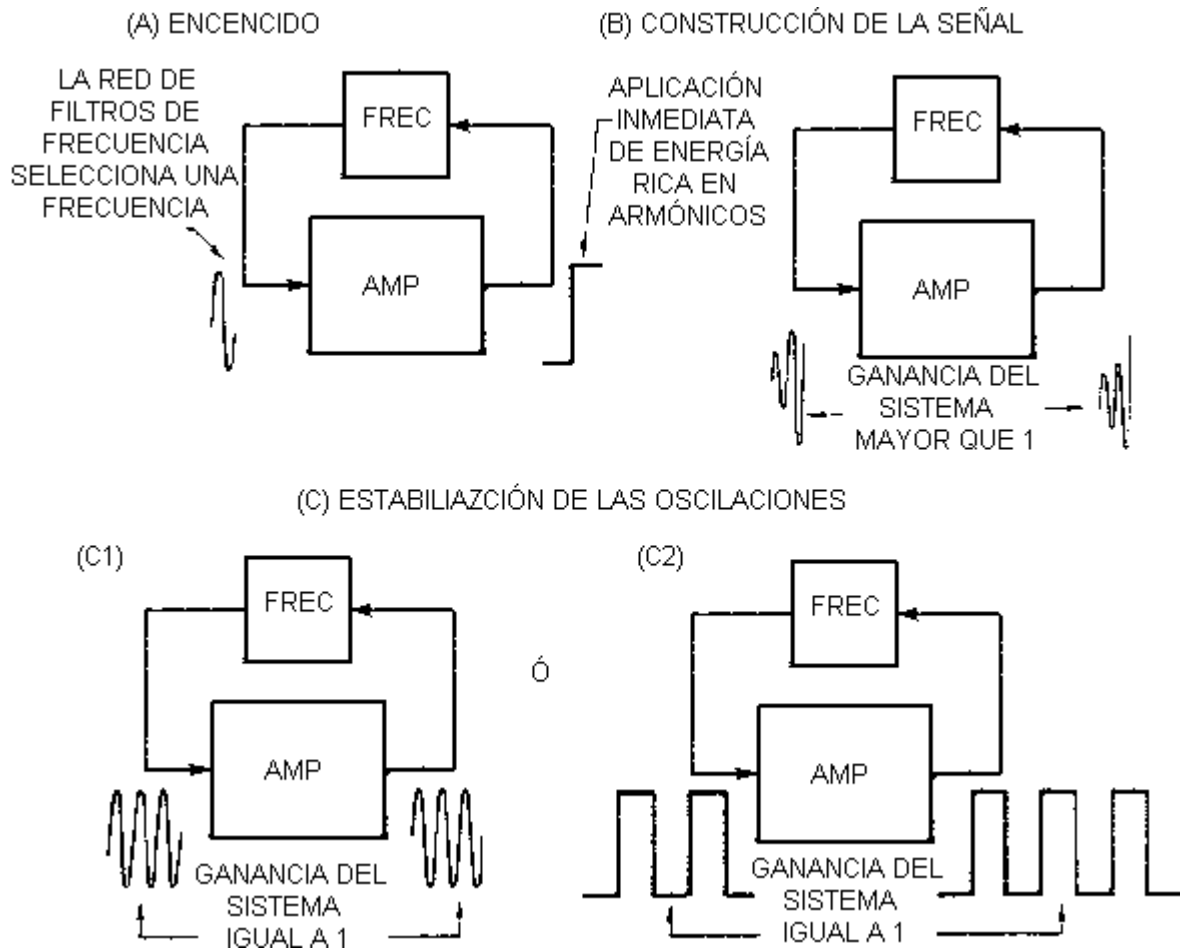 (A) ENCENCIDO
LA RED DE
FILTROS DE
FRECUENCIA
SELECCIONA UNA
FRECUENCIA
FREC
AMP
(B) CONSTRUCCIÓN DE LA SEÑAL
APLICACIÓN
INMEDIATA
DE ENERGÍA
RICA EN
ARMÓNICOS
FREC
AMP
GANANCIA DEL
SISTEMA
MAYOR QUE 1
(C) ESTABILIAZCIÓN DE LAS OSCILACIONES
(C1)
FREC
AMP
GANANCIA DEL
SISTEMA
IGUAL A 1
Ó
(C2)
FREC
AMP
GANANCIA DEL
SISTEMA
IGUAL A 1